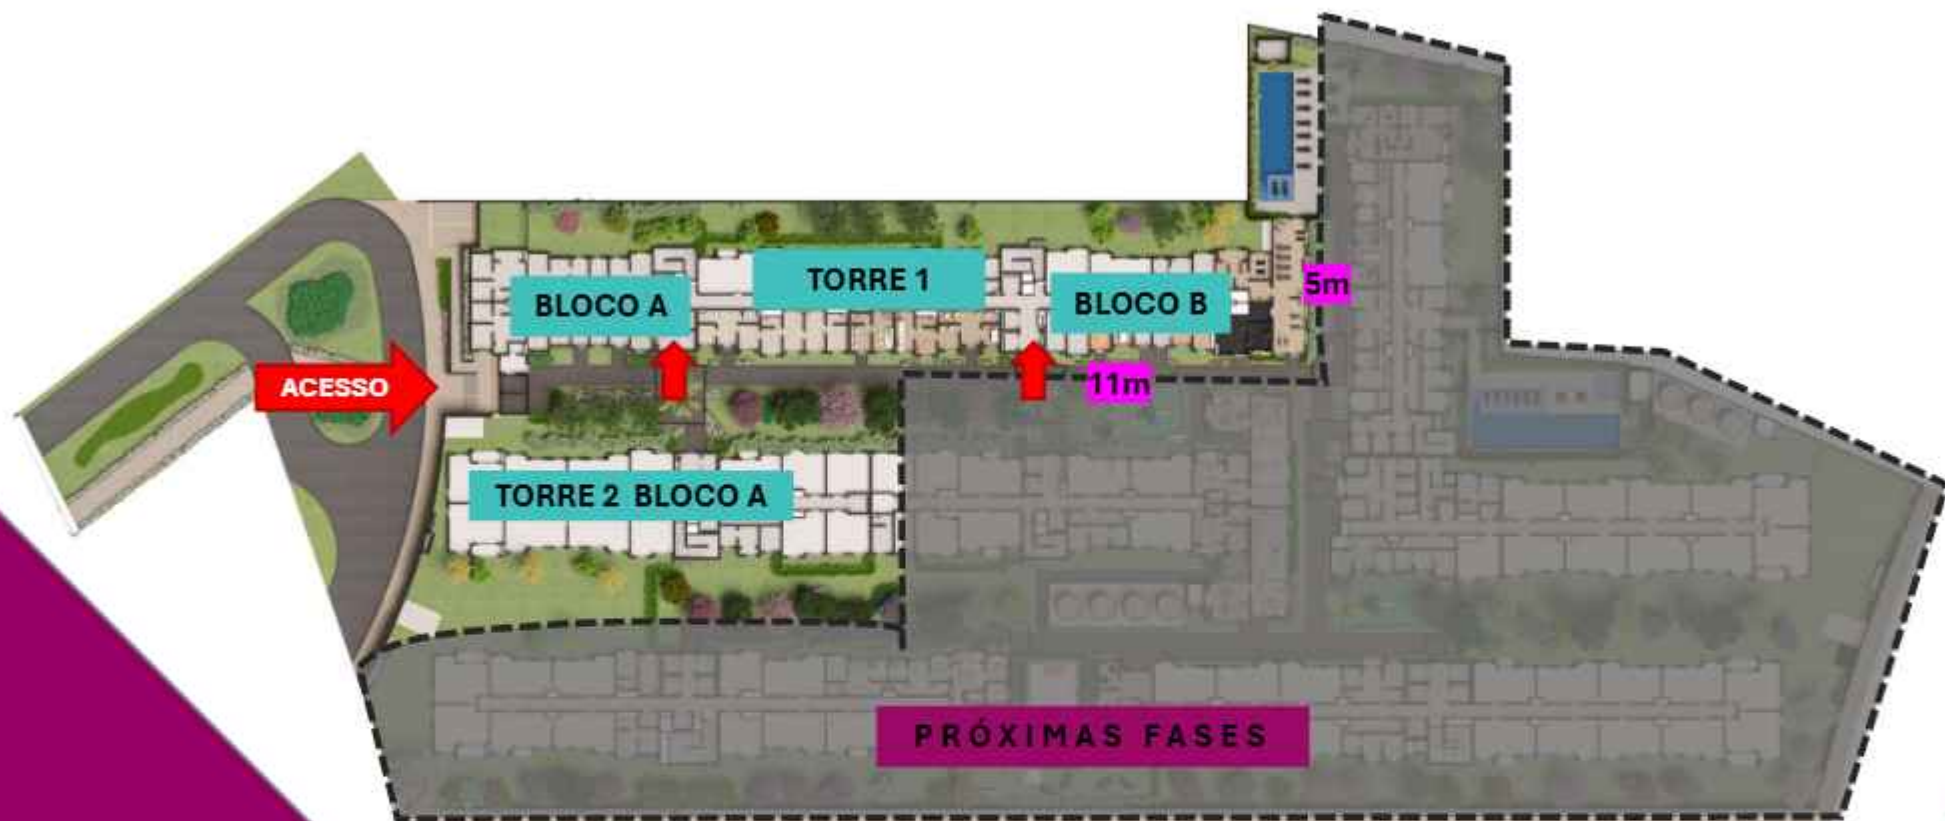 TORRE 1
BLOCO A
BLOCO B
5m
ACESSO
11m
TORRE 2 BLOCO A
PRÓXIMAS FASES